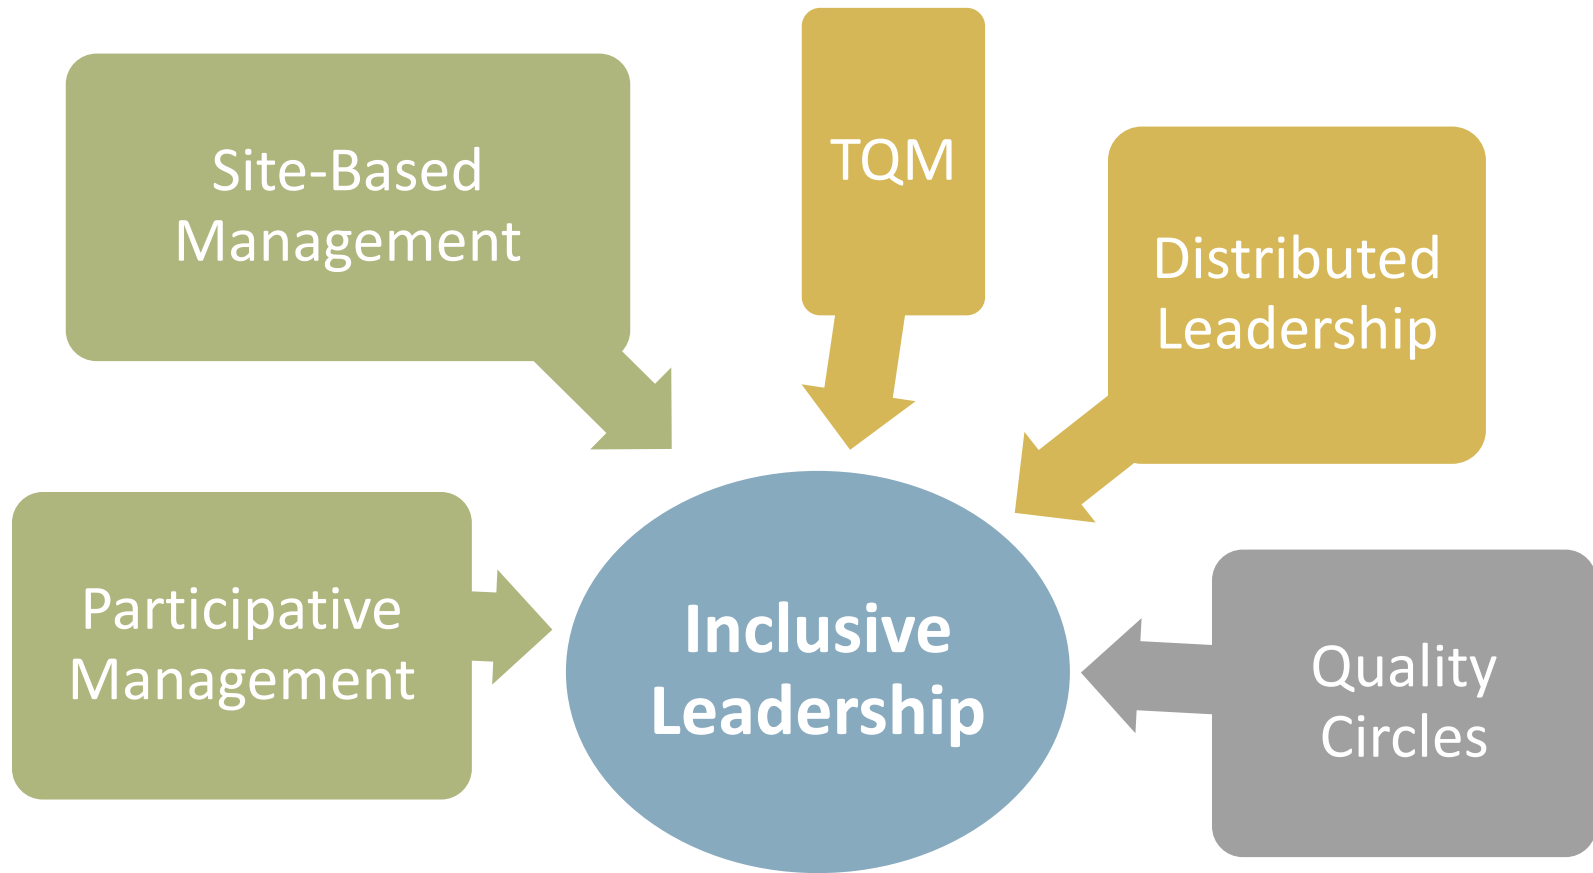 Site-Based
Management
TQM
Distributed
Leadership
Participative
Management
Inclusive
Leadership
Quality
Circles